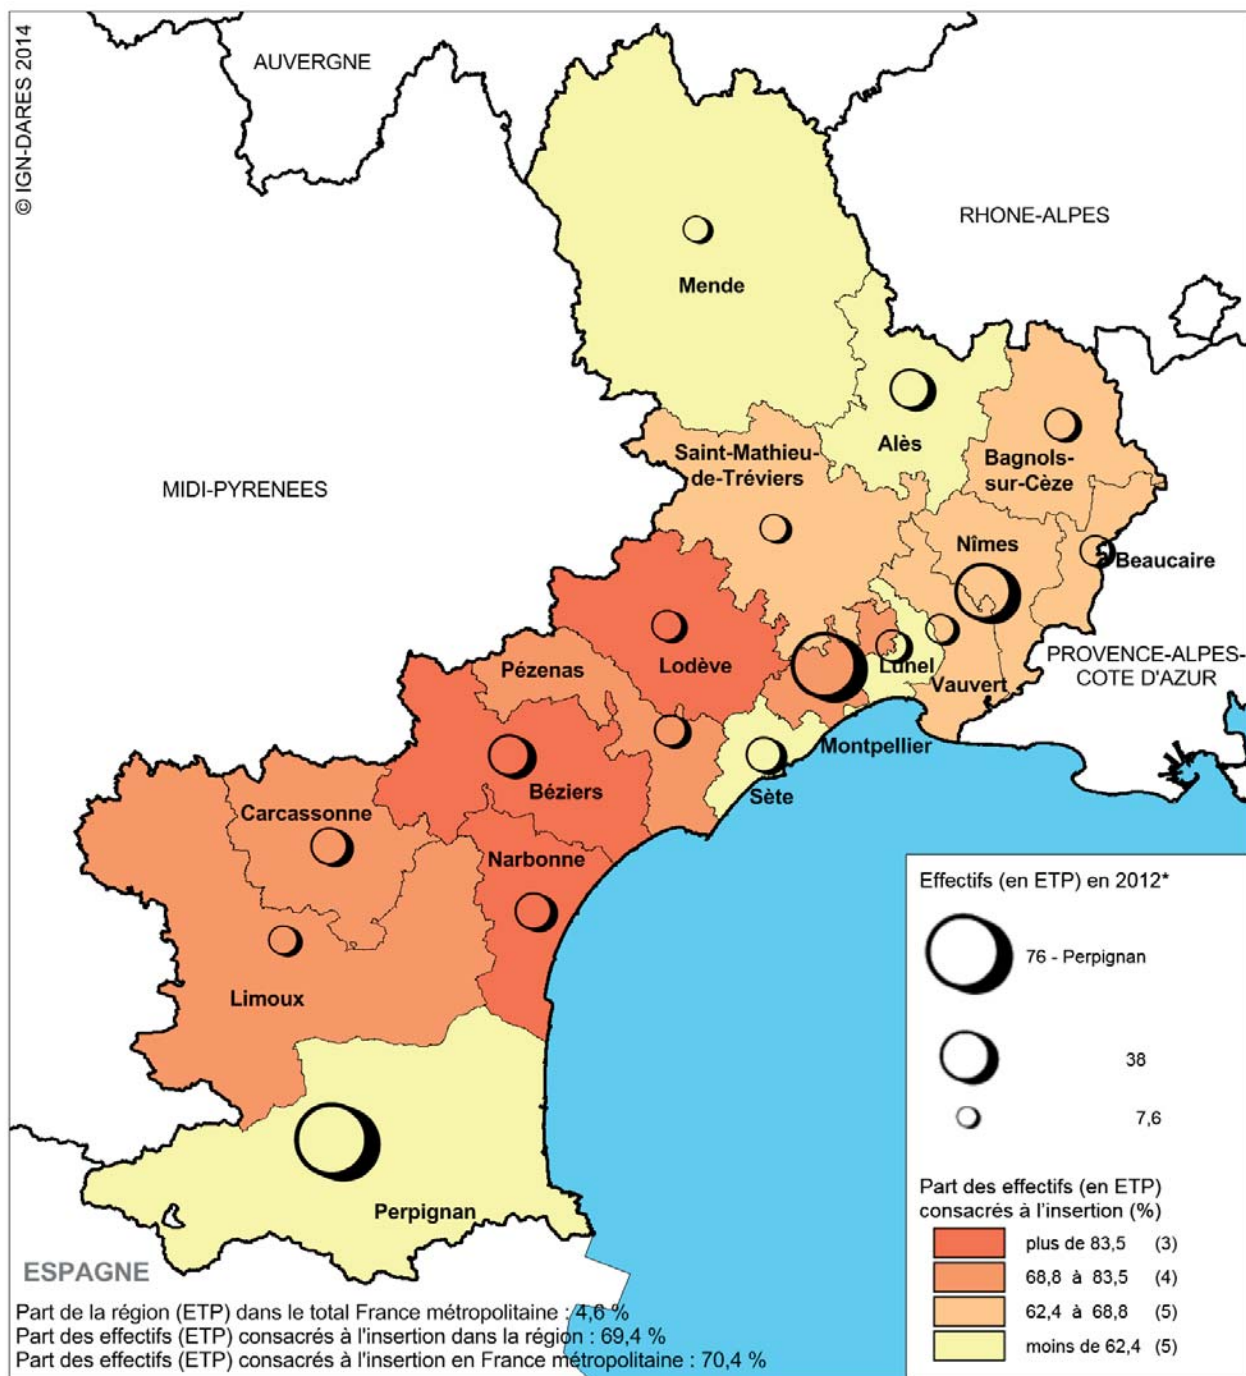 © IGN-DARES 2014
AUVERGNE
RHONE-ALPES
Mende
Alès
Saint-Mathieu-
de-Tréviers
Bagnols-
sur-Cèze
MIDI-PYRENEES
Nîmes
Beaucaire
Lodève
Lunel
Pézenas
Vauvert
PROVENCE-ALPES-
COTE D'AZUR
Montpellier
Sète
Béziers
Carcassonne
Narbonne
Limoux
Perpignan
ESPAGNE
Part de la région (ETP) dans le total France métropolitaine : 4,6 %
Part des effectifs (ETP) consacrés à l'insertion dans la région : 69,4 %
Part des effectifs (ETP) consacrés à l'insertion en France métropolitaine : 70,4 %
Effectifs (en ETP) en 2012*
76 - Perpignan
38
7,6
Part des effectifs (en ETP)
consacrés à l'insertion (%)
plus de 83,5 (3)
68,8 à 83,5 (4)
62,4 à 68,8 (5)
moins de 62,4 (5)